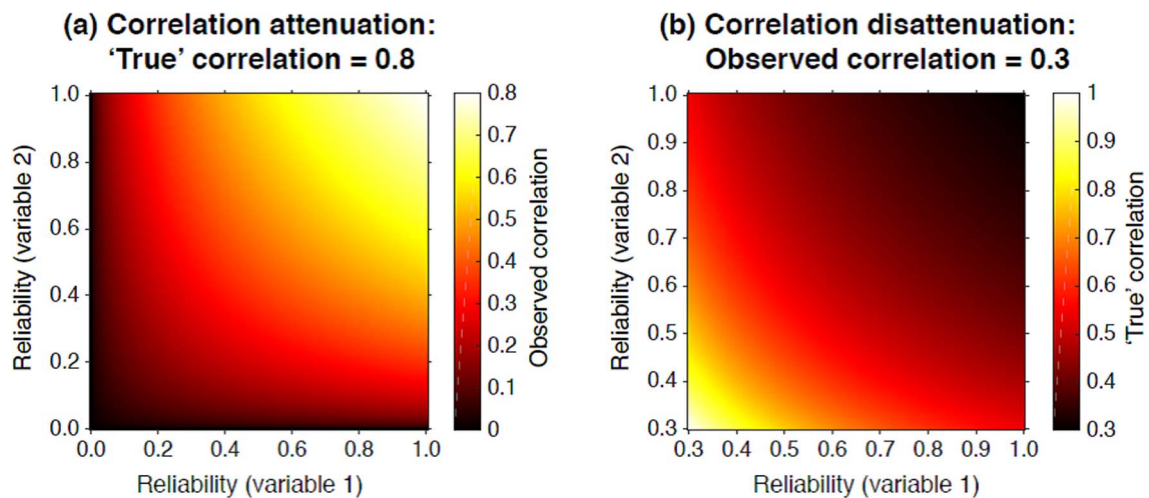 (a) Correlation attenuation:
‘True’ correlation = 0.8
1.0
0.8
0.6
0.4
0.2
0.0
Reliability (variable 2)
0.0 0.2 0.4 0.6 0.8 1.0
Reliability (variable 1)
0.8
0.7
0.6
0.5
0.4
0.3
0.2
0.1
0
Observed correlation
(b) Correlation disattenuation:
Observed correlation = 0.3
1.0
0.9
0.8
0.7
0.6
0.5
0.4
0.3
Reliability (variable 2)
0.3 0.4 0.5 0.6 0.7 0.8 0.9 1.0
Reliability (variable 1)
1
0.9
0.8
0.7
0.6
0.5
0.4
0.3
‘True’ correlation